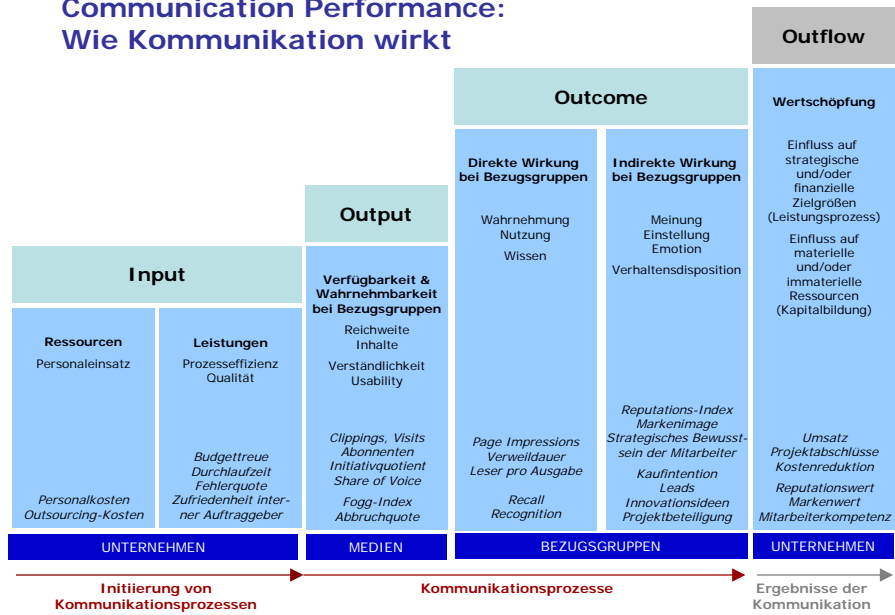 Communication Performance:
Wie Kommunikation wirkt
Outflow
Outcome
Wertschöpfung
Einfluss auf
strategische
und/oder
finanzielle
Zielgrößen
(Leistungsprozess)
Einfluss auf
materielle
und/oder
immaterielle
Ressourcen
(Kapitalbildung)
Umsatz
Projektabschlüsse
Kostenreduktion
Reputationswert
Markenwert
Mitarbeiterkompetenz
Direkte Wirkung
bei Bezugsgruppen
Wahrnehmung
Nutzung
Wissen
Page Impressions
Verweildauer
Leser pro Ausgabe
Recall
Recognition
Indirekte Wirkung
bei Bezugsgruppen
Meinung
Einstellung
Emotion
Verhaltensdisposition
Reputations-Index
Markenimage
Strategisches Bewusst-
sein der Mitarbeiter
Kaufintention
Leads
Innovationsideen
Projektbeteiligung
Output
Verfügbarkeit &
Wahrnehmbarkeit
bei Bezugsgruppen
Reichweite
Inhalte
Verständlichkeit
Usability
Clippings, Visits
Abonnenten
Initiativquotient
Share of Voice
Fogg-Index
Abbruchquote
Input
Ressourcen
Personaleinsatz
Personalkosten
Outsourcing-Kosten
Leistungen
Prozesseffizienz
Qualität
Budgettreue
Durchlaufzeit
Fehlerquote
Zufriedenheit inter-
ner Auftraggeber
UNTERNEHMEN
MEDIEN
BEZUGSGRUPPEN
UNTERNEHMEN
Initiierung von
Kommunikationsprozessen
Kommunikationsprozesse
Ergebnisse der
Kommunikation